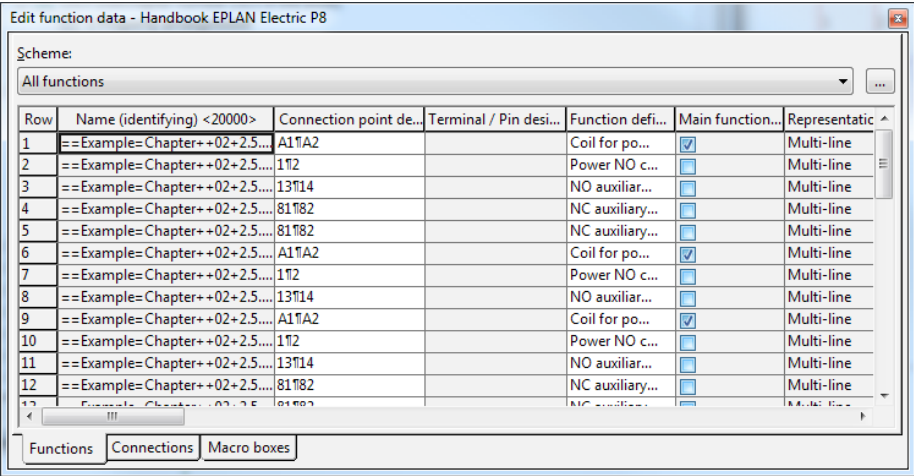 Edit function data - Handbook EPLAN Electric P8
Scheme:
All functions
...
Row Name (identifying) <20000> Connection point de... Terminal / Pin desi... Function defi... Main function... Representatic
1 ==Example=Chapter++02+2.5.... A1¶A2 Coil for po... Multi-line
2 ==Example=Chapter++02+2.5.... 1¶2 Power NO c... Multi-line
3 ==Example=Chapter++02+2.5.... 13¶14 NO auxiliar... Multi-line
4 ==Example=Chapter++02+2.5.... 81¶82 NC auxiliary... Multi-line
5 ==Example=Chapter++02+2.5.... 81¶82 NC auxiliary... Multi-line
6 ==Example=Chapter++02+2.5.... A1¶A2 Coil for po... Multi-line
7 ==Example=Chapter++02+2.5.... 1¶2 Power NO c... Multi-line
8 ==Example=Chapter++02+2.5.... 13¶14 NO auxiliar... Multi-line
9 ==Example=Chapter++02+2.5.... A1¶A2 Coil for po... Multi-line
10 ==Example=Chapter++02+2.5.... 1¶2 Power NO c... Multi-line
11 ==Example=Chapter++02+2.5.... 13¶14 NO auxiliar... Multi-line
12 ==Example=Chapter++02+2.5.... 81¶82 NC auxiliary... Multi-line
Functions Connections Macro boxes